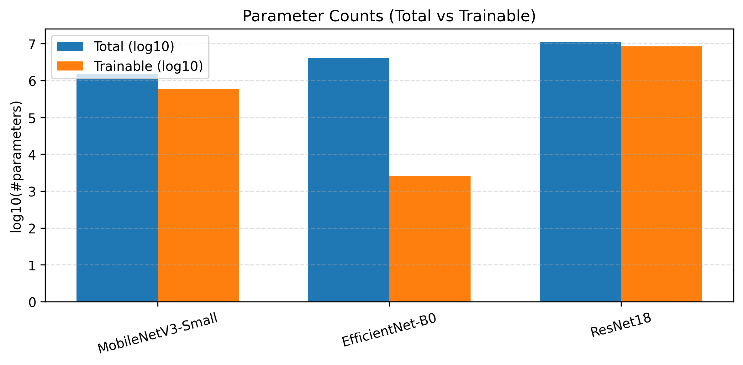 Parameter Counts (Total vs Trainable)
Total (log10)
Trainable (log10)
log10(#parameters)
7
6
5
4
3
2
1
0
MobileNetV3-Small
EfficientNet-B0
ResNet18